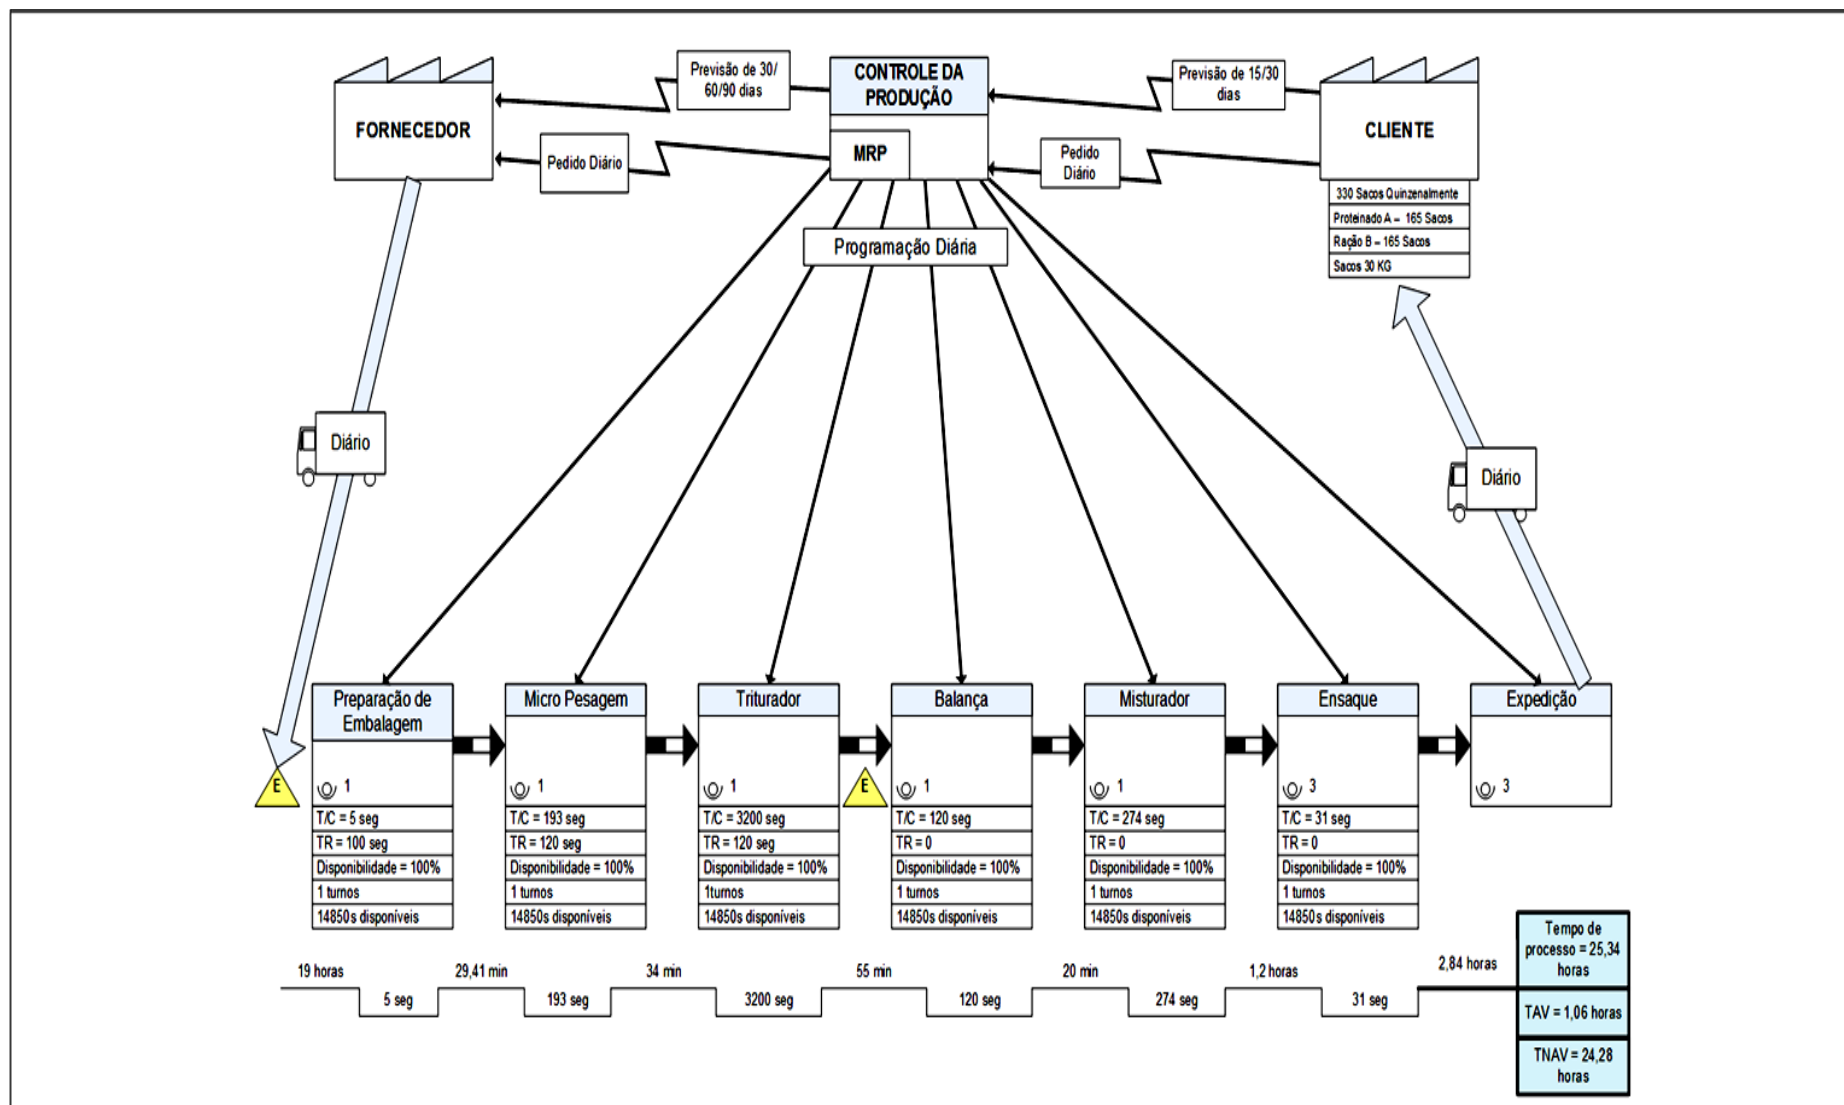 FORNECEDOR
Previsão de 30/
60/90 dias
Pedido Diário
CONTROLE DA
PRODUÇÃO
MRP
Previsão de 15/30
dias
Pedido
Diário
CLIENTE
330 Sacos Quinzenalmente
Proteinado A – 165 Sacos
Ração B – 165 Sacos
Sacos 30 KG
Programação Diária
Diário
Diário
E
Preparação de
Embalagem
1
T/C = 5 seg
TR = 100 seg
Disponibilidade = 100%
1 turnos
14850s disponíveis
Micro Pesagem
1
T/C = 193 seg
TR = 120 seg
Disponibilidade = 100%
1 turnos
14850s disponíveis
Triturador
1
T/C = 3200 seg
TR = 120 seg
Disponibilidade = 100%
1turnos
14850s disponíveis
E
Balança
1
T/C = 120 seg
TR = 0
Disponibilidade = 100%
1 turnos
14850s disponíveis
Misturador
1
T/C = 274 seg
TR = 0
Disponibilidade = 100%
1 turnos
14850s disponíveis
Ensaque
3
T/C = 31 seg
TR = 0
Disponibilidade = 100%
1 turnos
14850s disponíveis
Expedição
3
19 horas
5 seg
29,41 min
193 seg
34 min
3200 seg
55 min
120 seg
20 min
274 seg
1,2 horas
31 seg
2,84 horas
Tempo de
processo = 25,34
horas
TAV = 1,06 horas
TNAV = 24,28
horas